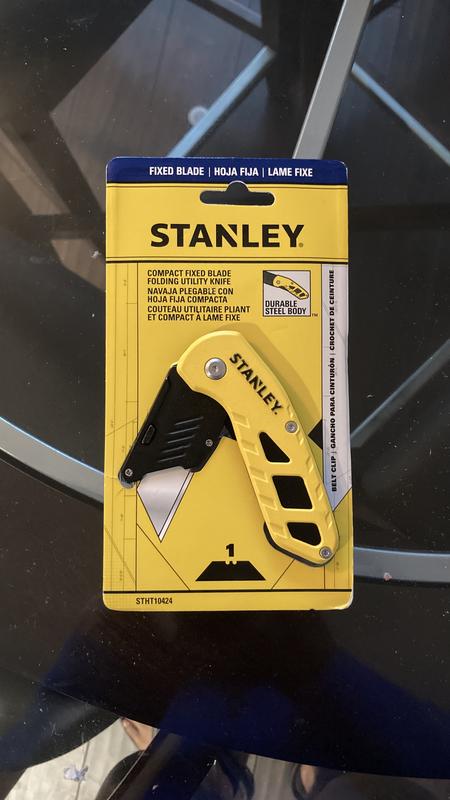 FIXED BLADE | HOJA FIJA | LAME FIXE
STANLEY®
COMPACT FIXED BLADE
FOLDING UTILITY KNIFE
NAVAJA PLEGABLE CON
HOJA FIJA COMPACTA
COUTEAU UTILITAIRE PLIANT
ET COMPACT À LAME FIXE
DURABLE
STEEL BODY™
BELT CLIP | GANCHO PARA CINTURÓN | CROCHET DE CEINTURE
STANLEY.
1
STHT10424